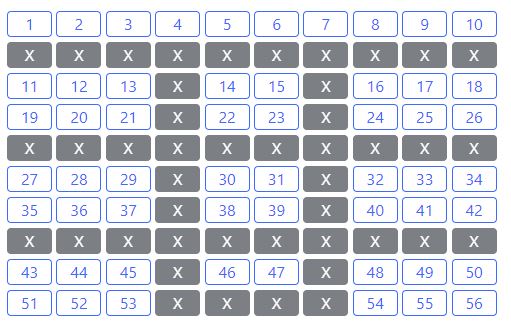 1 2 3 4 5 6 7 8 9 10
X X X X X X X X X X
11 12 13 X 14 15 X 16 17 18
19 20 21 X 22 23 X 24 25 26
X X X X X X X X X X
27 28 29 X 30 31 X 32 33 34
35 36 37 X 38 39 X 40 41 42
X X X X X X X X X X
43 44 45 X 46 47 X 48 49 50
51 52 53 X X X X 54 55 56